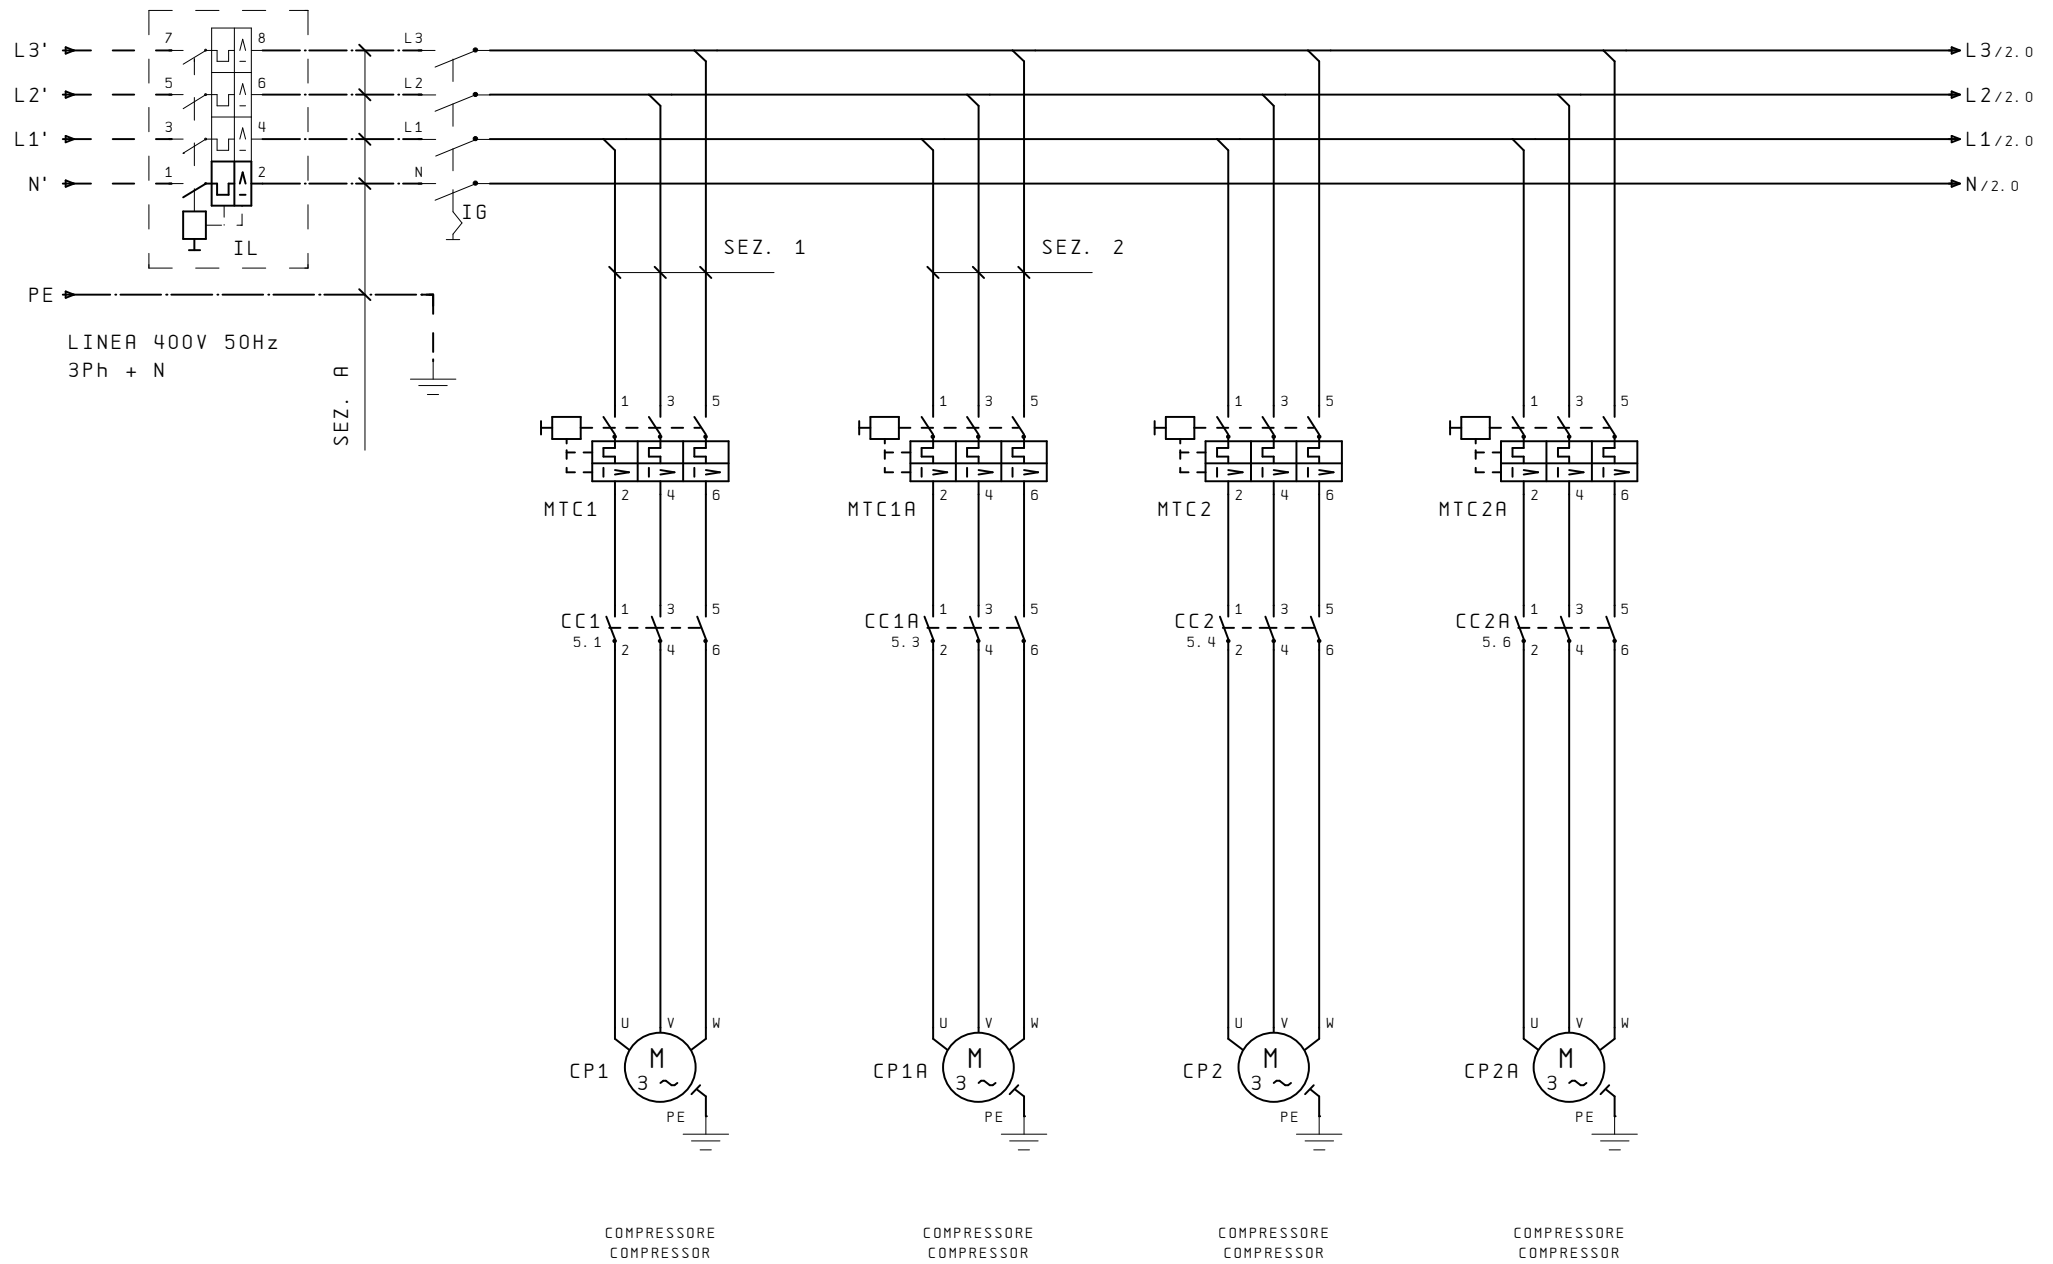 L3' 7 8 L3 L3/2.0
L2' 5 6 L2 L2/2.0
L1' 3 4 L1 L1/2.0
N' 1 2 N N/2.0
IG
IL
SEZ. 1 SEZ. 2
PE
LINEA 400V 50Hz
3Ph + N
SEZ. A
1 3 5 1 3 5 1 3 5 1 3 5
2 4 6 2 4 6 2 4 6 2 4 6
MTC1 MTC1A MTC2 MTC2A
1 3 5 1 3 5 1 3 5 1 3 5
CC1 CC1A CC2 CC2A
5.1 5.3 5.4 5.6
2 4 6 2 4 6 2 4 6 2 4 6
U V W U V W U V W U V W
M M M M
CP1 CP1A CP2 CP2A
3 ~ 3 ~ 3 ~ 3 ~
PE PE PE PE
COMPRESSORE COMPRESSORE COMPRESSORE COMPRESSORE
COMPRESSOR COMPRESSOR COMPRESSOR COMPRESSOR